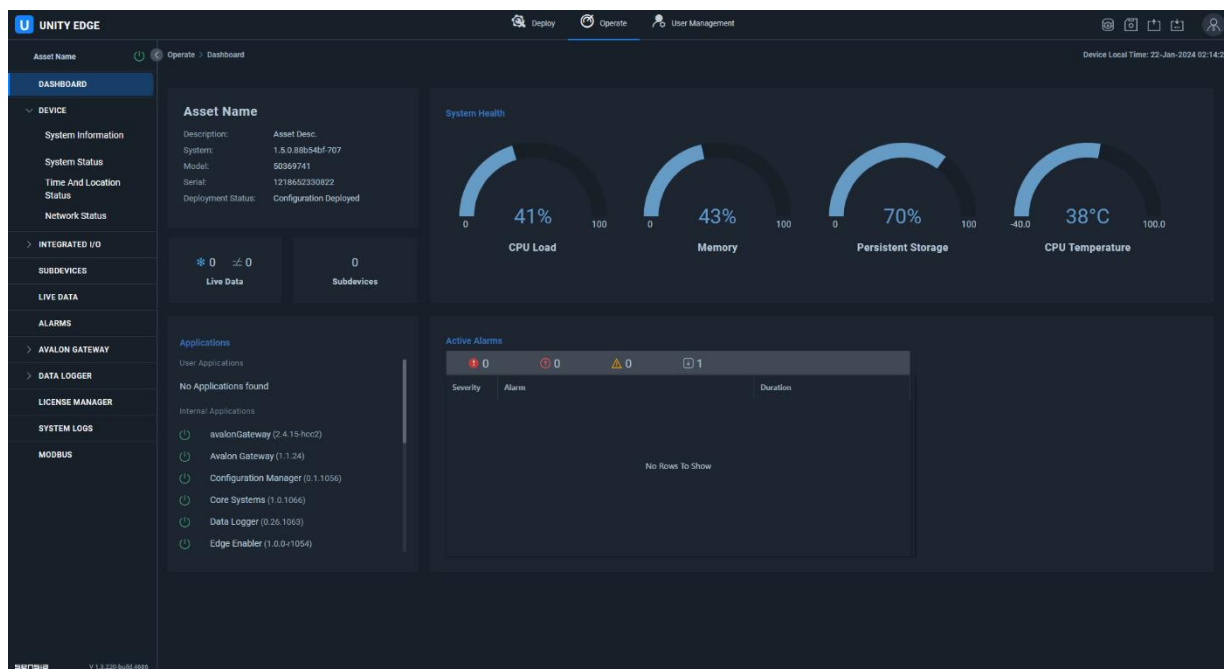 U UNITY EDGE
Deploy
Operate
User Management
Asset Name
Operate > Dashboard
Device Local Time: 22-Jan-2024 02:14:2
DASHBOARD
DEVICE
System Information
System Status
Time And Location
Status
Network Status
INTEGRATED I/O
SUBDEVICES
LIVE DATA
ALARMS
AVALON GATEWAY
DATA LOGGER
LICENSE MANAGER
SYSTEM LOGS
MODBUS
sensia V 1.3.220-build.4686
Asset Name
Description: Asset Desc.
System: 1.5.0.88b54bf-707
Model: 50369741
Serial: 1218652330822
Deployment Status: Configuration Deployed
0 0
Live Data
0
Subdevices
System Health
41%
0 100
CPU Load
43%
0 100
Memory
70%
0 100
Persistent Storage
38°C
-40.0 100.0
CPU Temperature
Applications
User Applications
No Applications found
Internal Applications
avalonGateway (2.4.15-hcc2)
Avalon Gateway (1.1.24)
Configuration Manager (0.1.1056)
Core Systems (1.0.1066)
Data Logger (0.26.1063)
Edge Enabler (1.0.0-r1054)
Active Alarms
0 0 0 1
Severity Alarm Duration
No Rows To Show